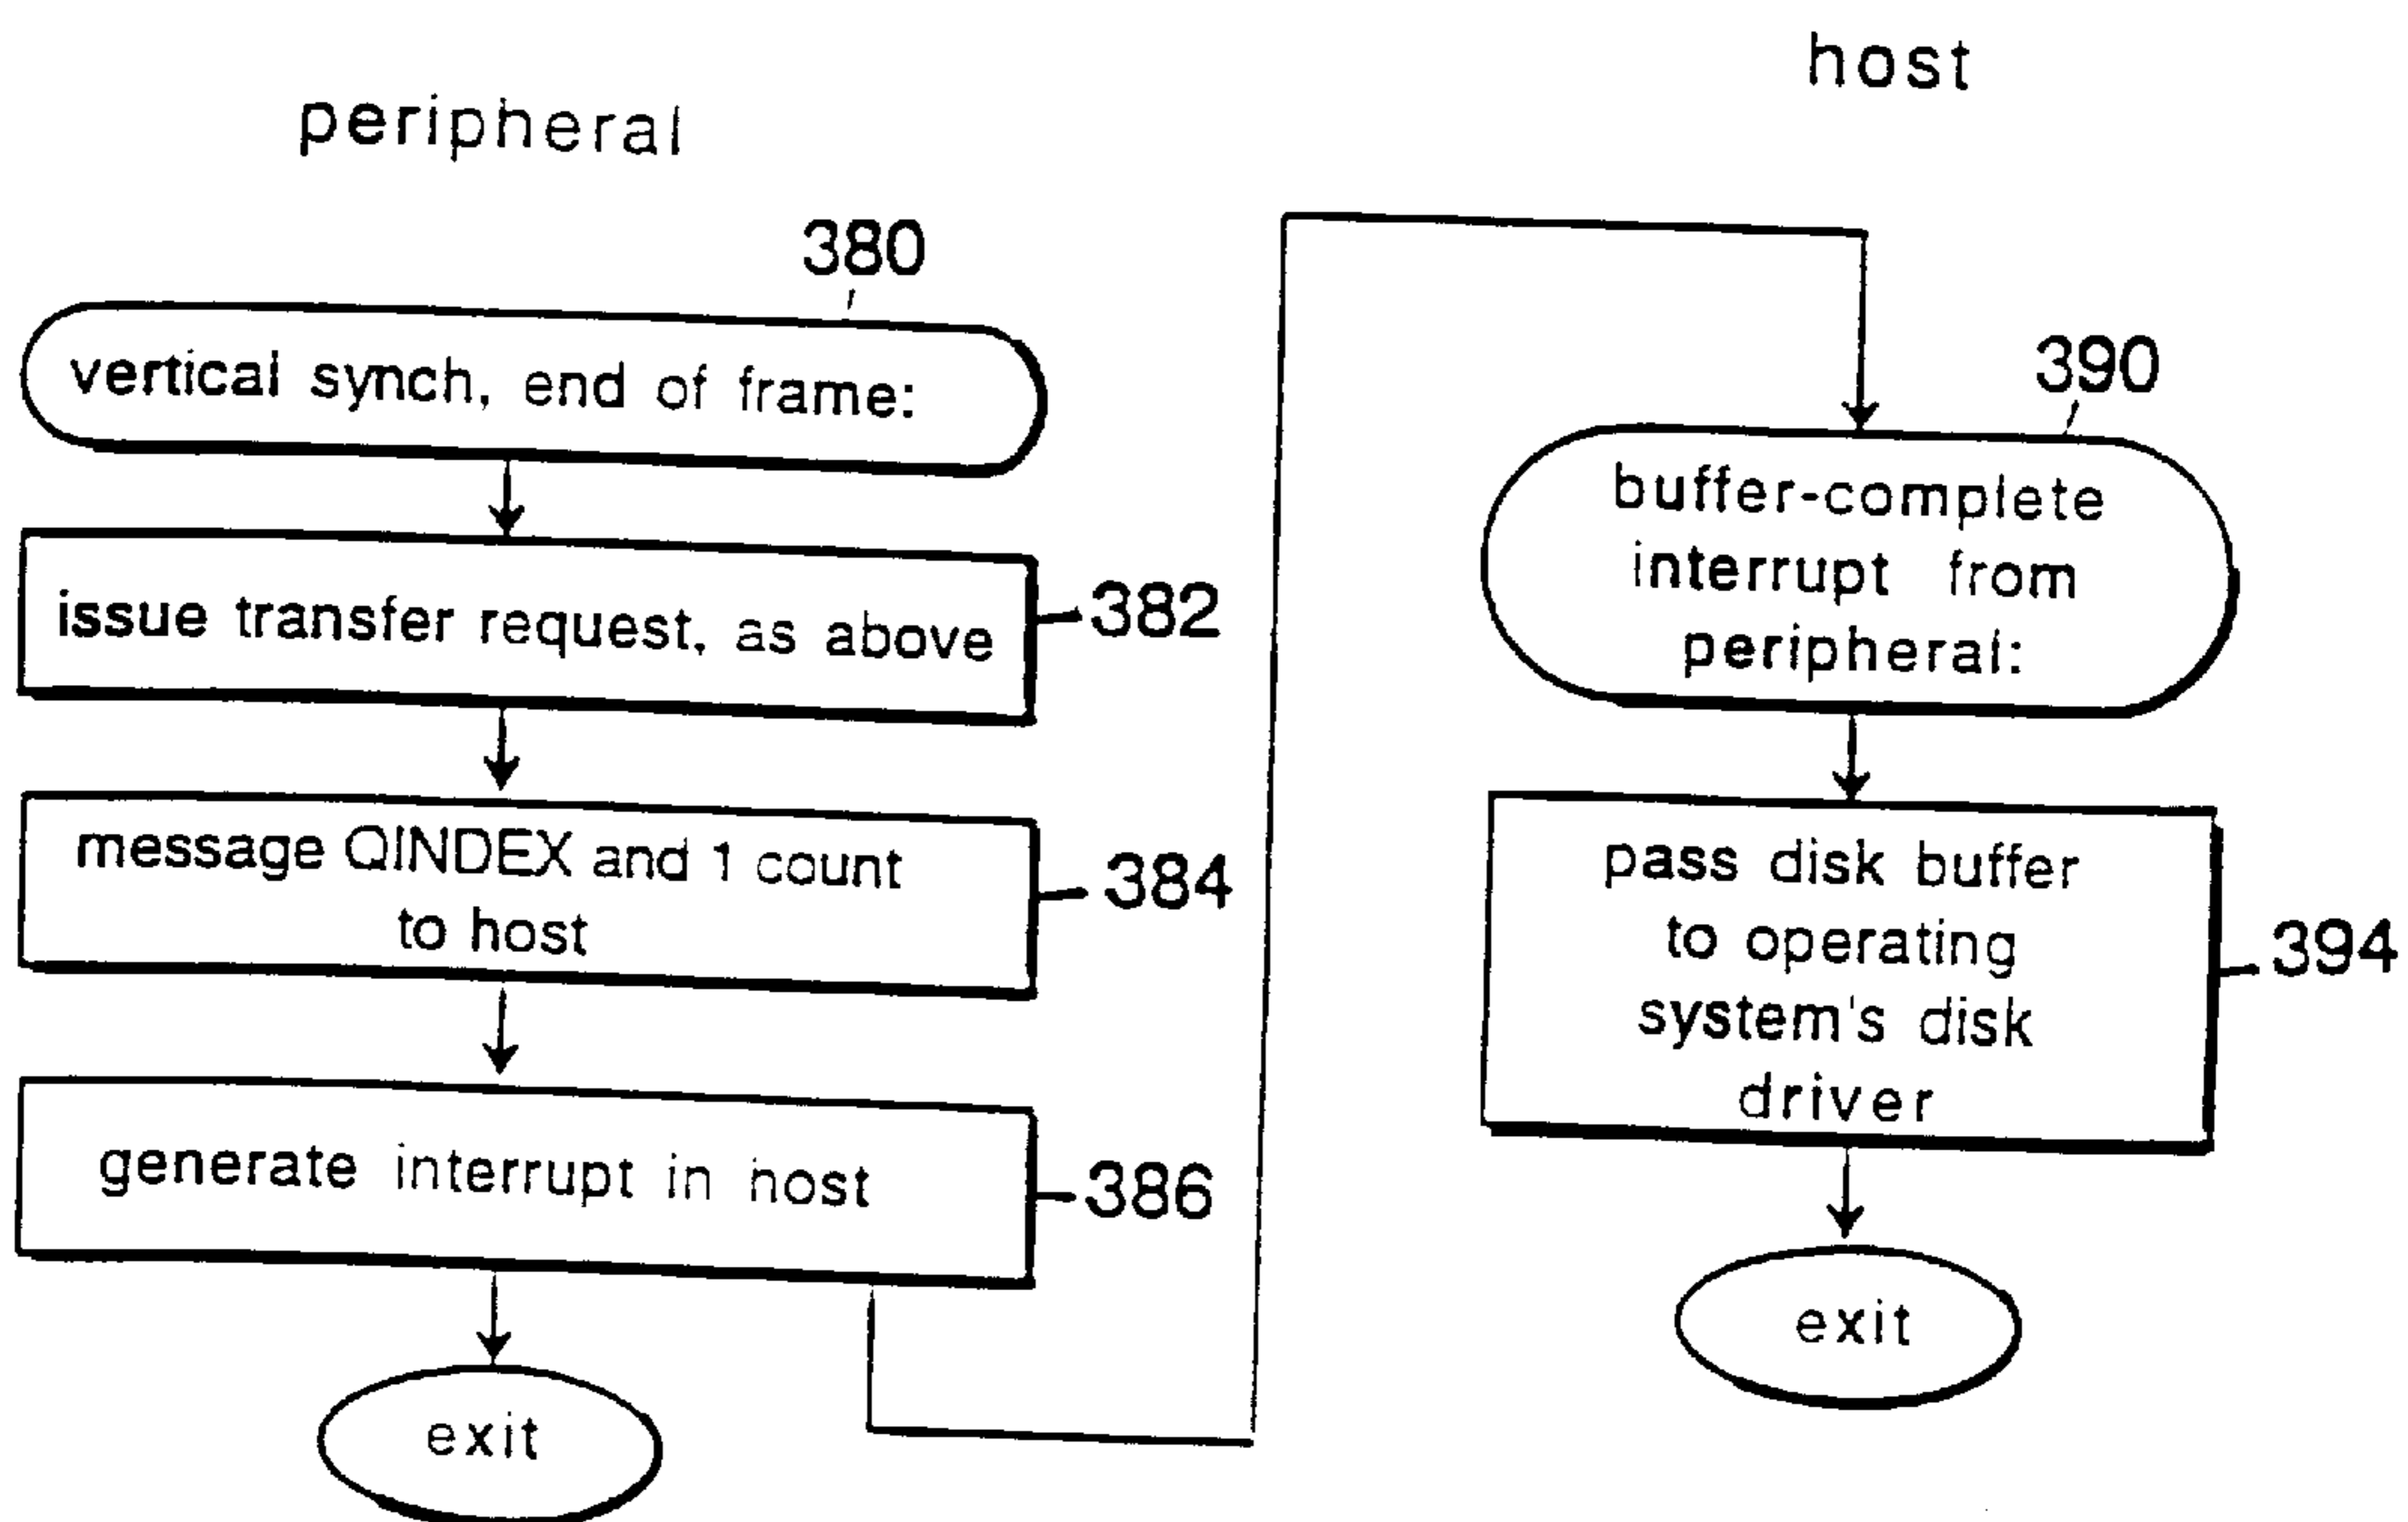 peripheral
380
vertical synch, end of frame:
issue transfer request, as above
382
message QINDEX and 1 count
to host
384
generate interrupt in host
386
exit
host
390
buffer-complete
interrupt from
peripheral:
pass disk buffer
to operating
system's disk
driver
394
exit